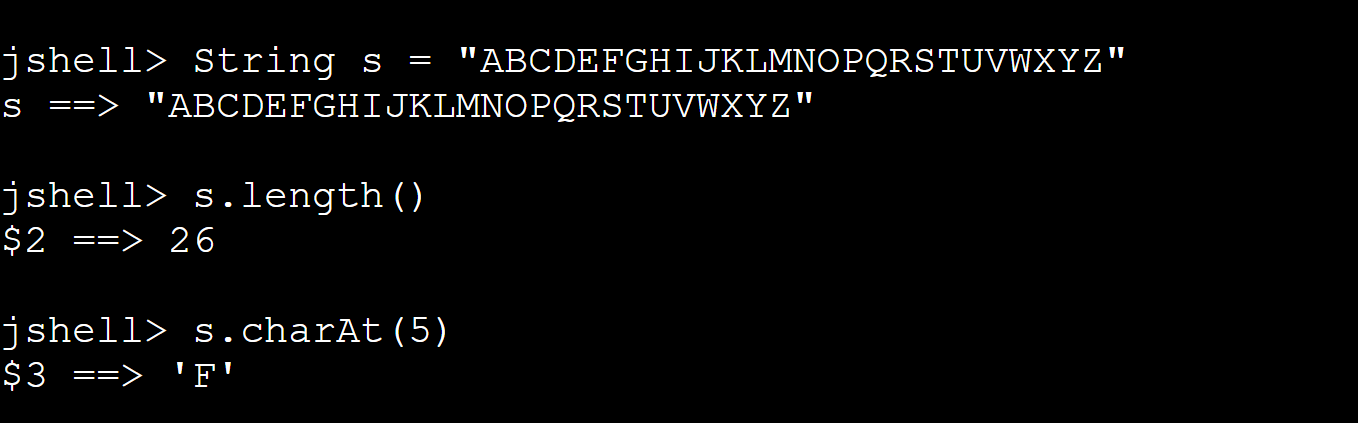 jshell> String s = "ABCDEFGHIJKLMNOPQRSTUVWXYZ"
s ==> "ABCDEFGHIJKLMNOPQRSTUVWXYZ"
jshell> s.length()
$2 ==> 26
jshell> s.charAt(5)
$3 ==> 'F'